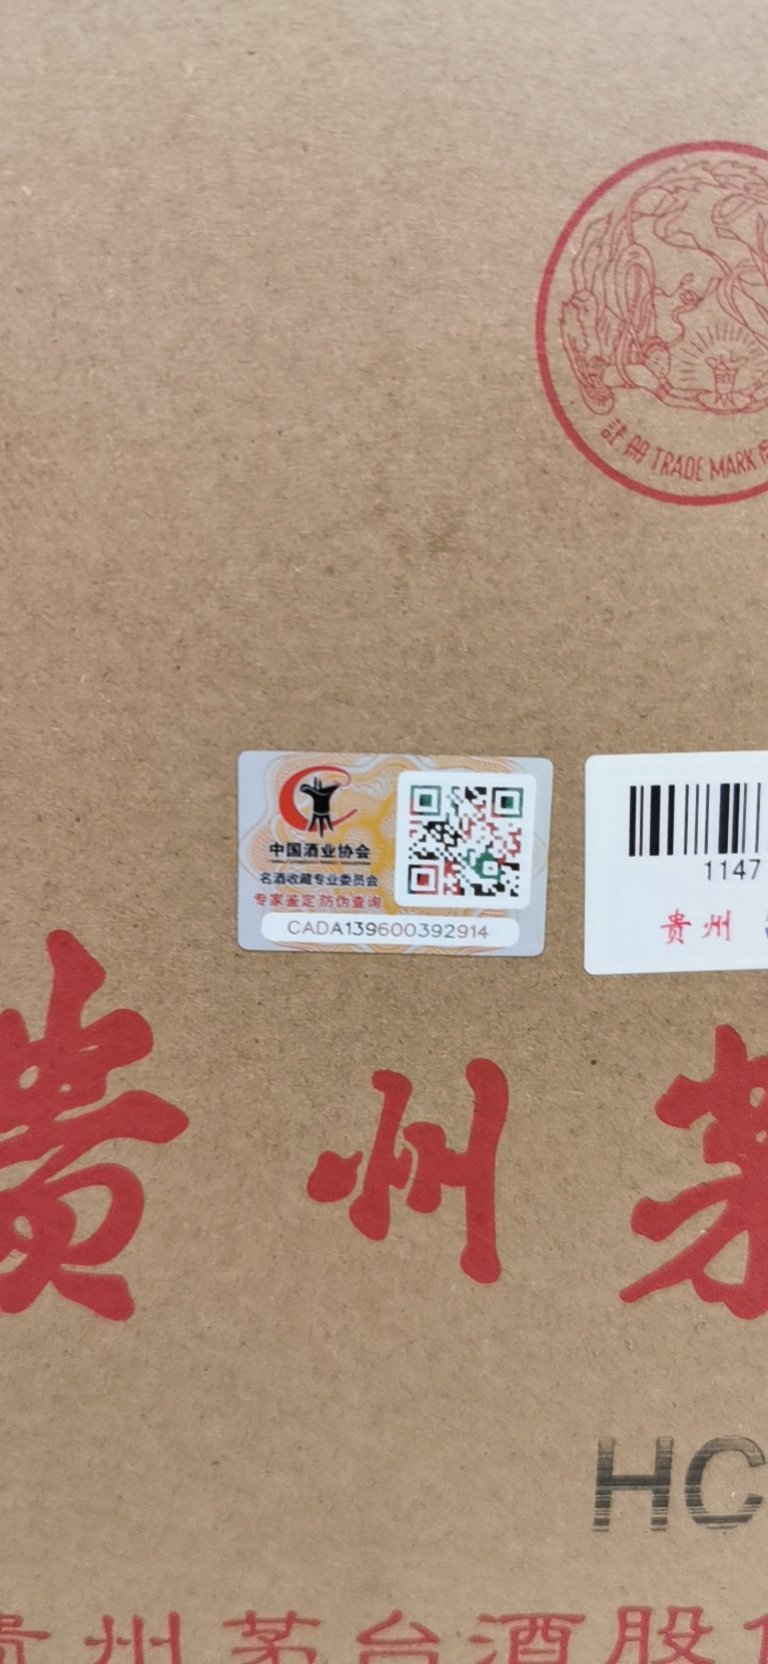 註冊 TRADE MARK
中国酒业协会
名酒收藏专业委员会
专家鉴定 防伪查询
CADA139600392914
1147
贵州
贵州茅
HC
贵州茅台酒股